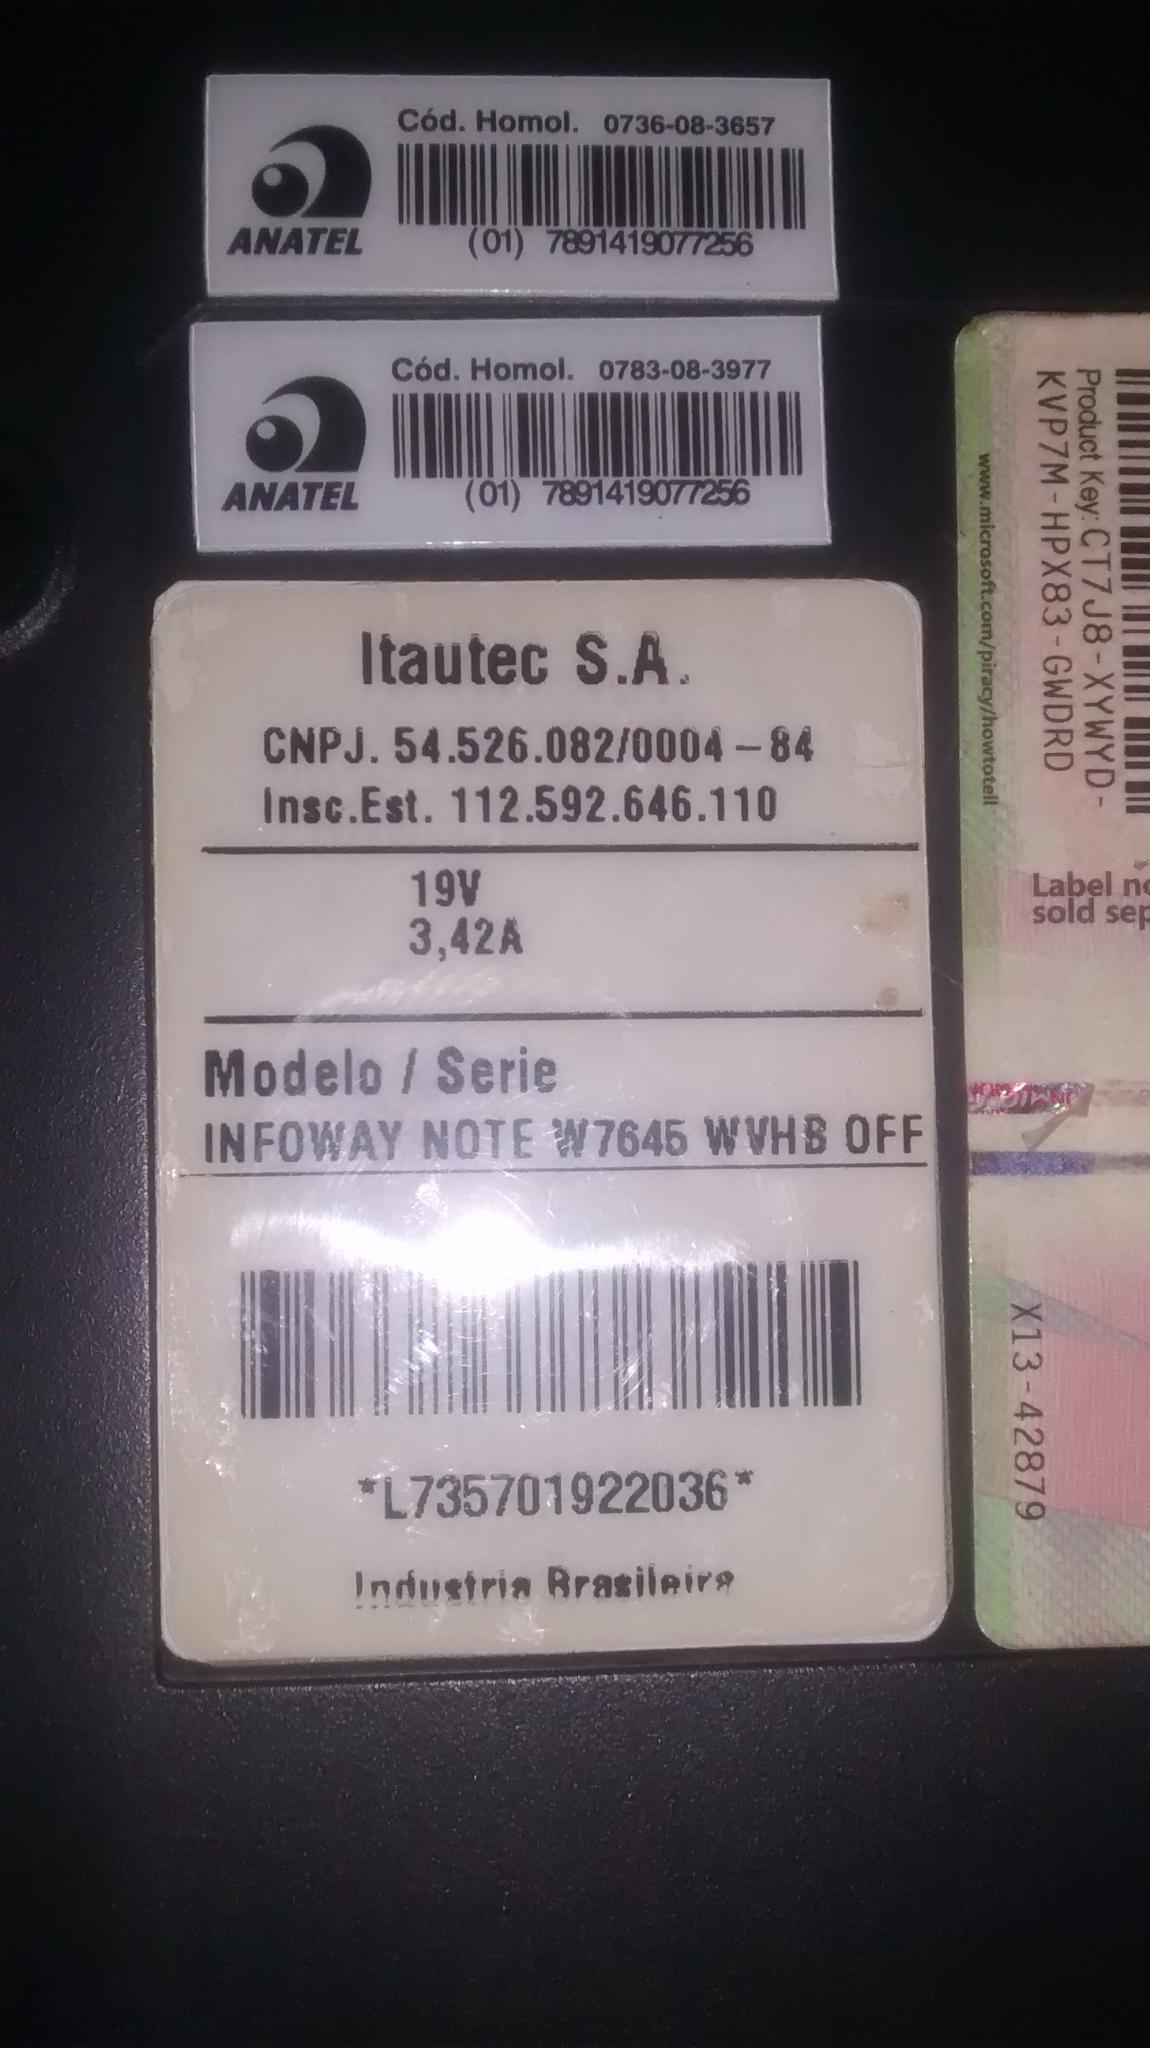 Cód. Homol. 0736-08-3657
ANATEL
(01) 7891419077256
Cód. Homol. 0783-08-3977
ANATEL
(01) 7891419077256
Itautec S.A.
CNPJ. 54.526.082/0004-84
Insc.Est. 112.592.646.110
19V
3,42A
Modelo / Serie
INFOWAY NOTE W7645 WVHB OFF
*L735701922036*
Industria Brasileira
Product Key: CT7J8-XYWYD-
KVP7M-HPX83-GWDRD
www.microsoft.com/piracy/howtotell
Label
sold
X13-42879